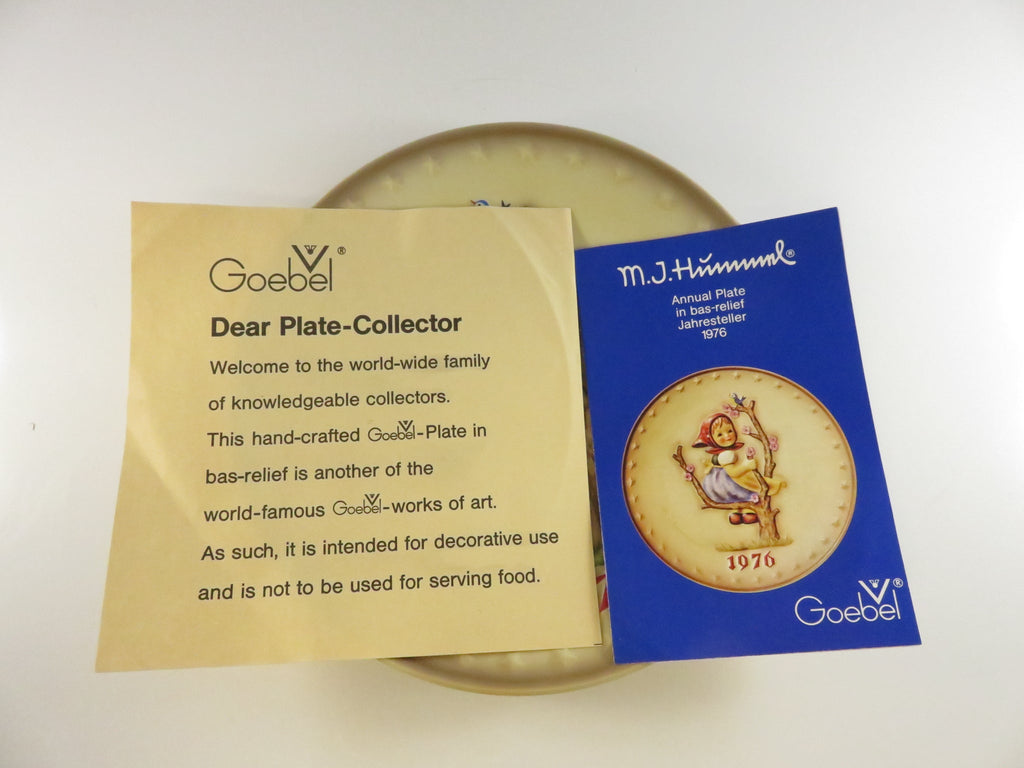 Goebel ®
Dear Plate-Collector
Welcome to the world-wide family
of knowledgeable collectors.
This hand-crafted Goebel-Plate in
bas-relief is another of the
world-famous Goebel-works of art.
As such, it is intended for decorative use
and is not to be used for serving food.
M.J.Hummel®
Annual Plate
in bas-relief
Jahresteller
1976
1976
Goebel ®